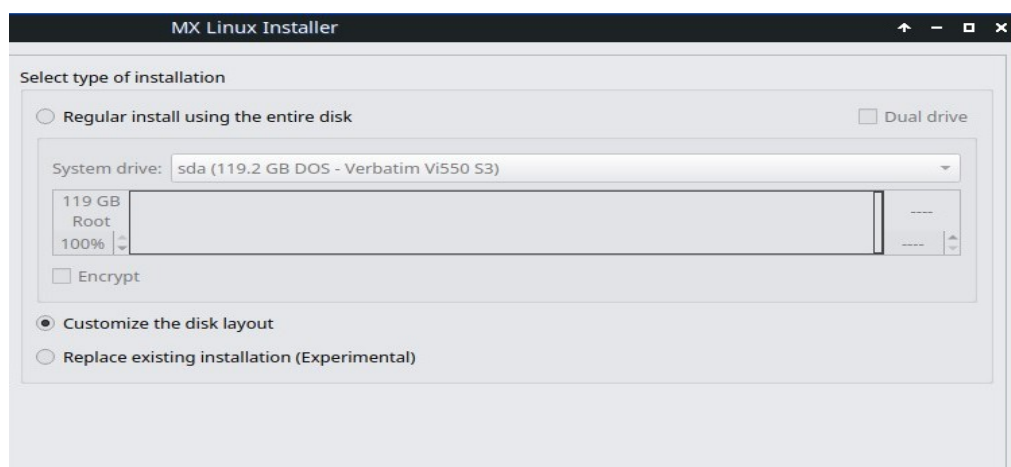 MX Linux Installer
Select type of installation
Regular install using the entire disk
Dual drive
System drive: sda (119.2 GB DOS - Verbatim Vi550 S3)
119 GB
Root
100%
----
----
Encrypt
Customize the disk layout
Replace existing installation (Experimental)